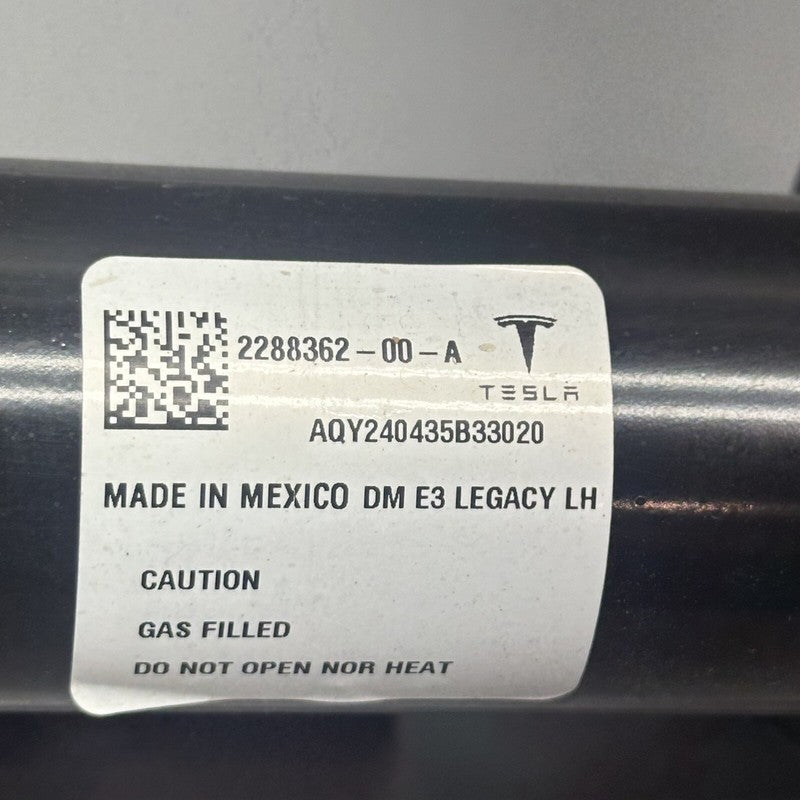 2288362-00-A
TESLA
AQY240435B33020
MADE IN MEXICO DM E3 LEGACY LH
CAUTION
GAS FILLED
DO NOT OPEN NOR HEAT